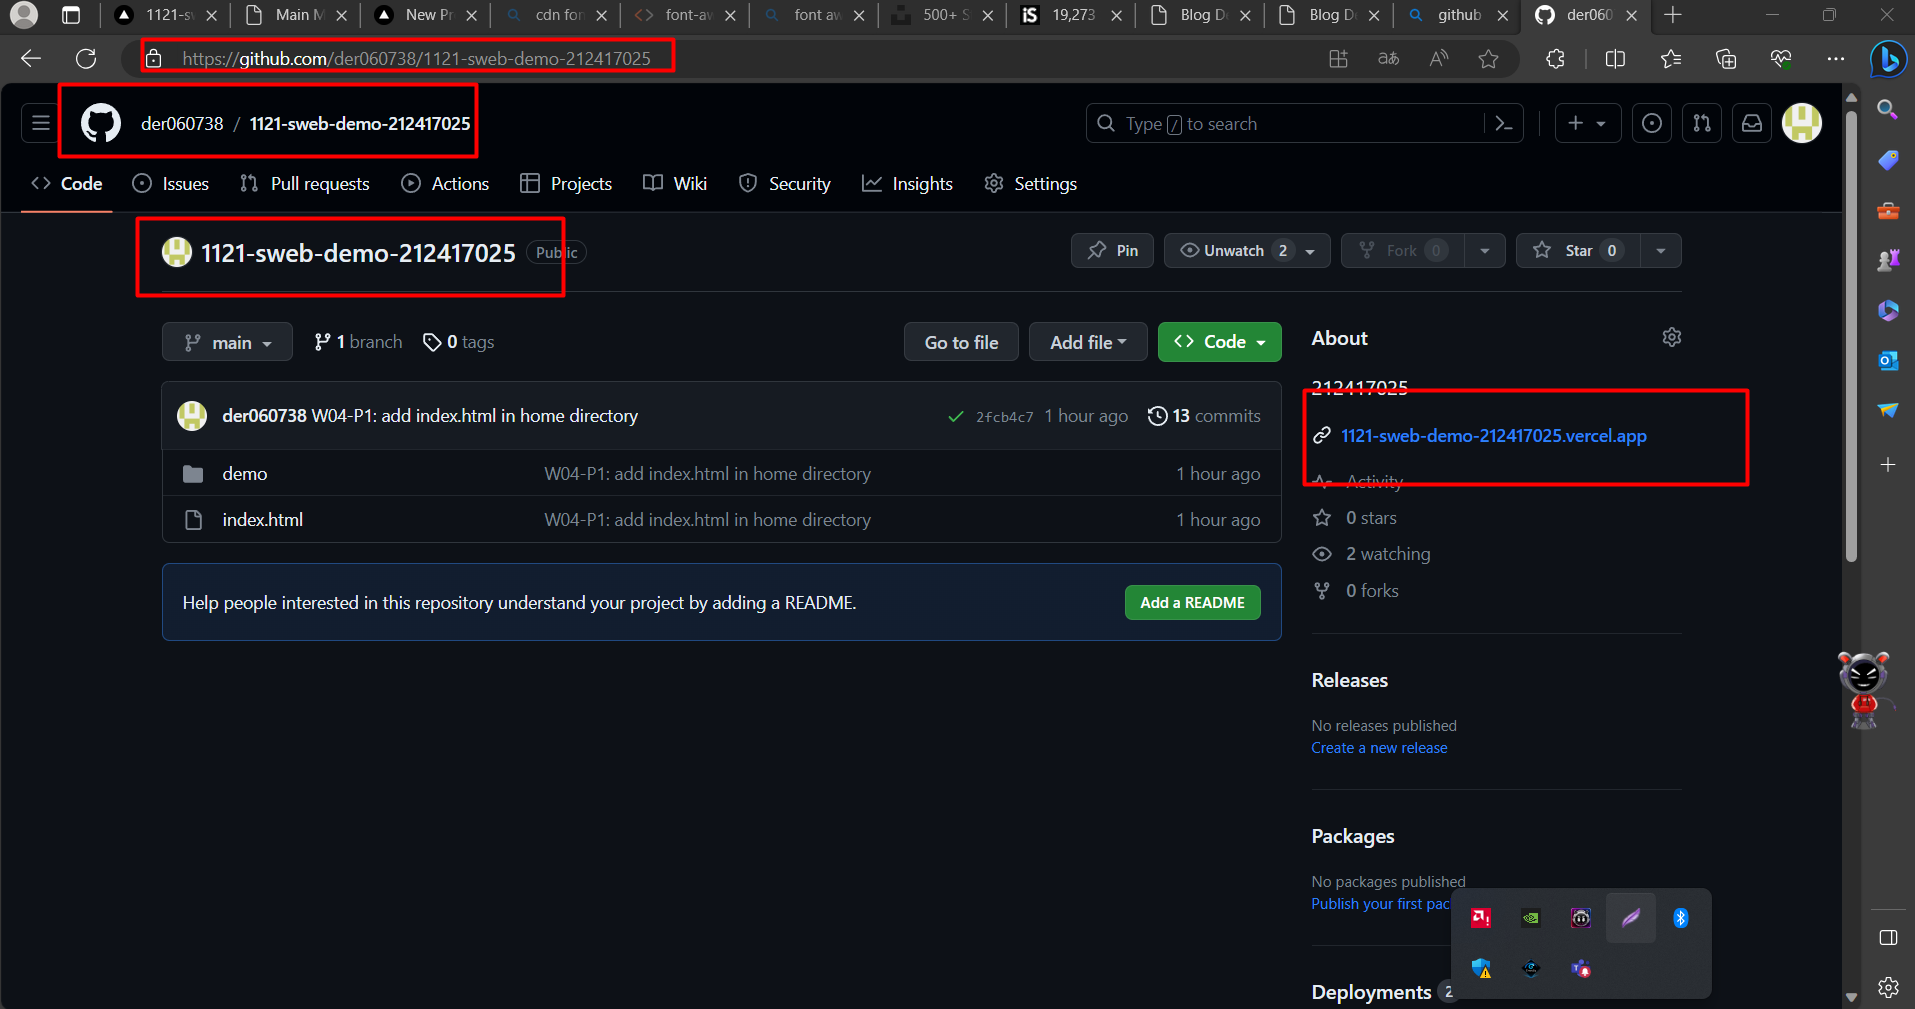 1121-s
Main M
New Pr
cdn fon
font-aw
font aw
500+ S
iS 19,273
Blog De
Blog De
github
der060
https://github.com/der060738/1121-sweb-demo-212417025
der060738 / 1121-sweb-demo-212417025
Type / to search
Code
Issues
Pull requests
Actions
Projects
Wiki
Security
Insights
Settings
1121-sweb-demo-212417025 Public
Pin
Unwatch 2
Fork 0
Star 0
main
1 branch
0 tags
Go to file
Add file
Code
der060738 W04-P1: add index.html in home directory
2fcb4c7 1 hour ago
13 commits
demo
W04-P1: add index.html in home directory
1 hour ago
index.html
W04-P1: add index.html in home directory
1 hour ago
Help people interested in this repository understand your project by adding a README.
Add a README
About
212417025
1121-sweb-demo-212417025.vercel.app
Activity
0 stars
2 watching
0 forks
Releases
No releases published
Create a new release
Packages
No packages published
Publish your first pac
Deployments 2